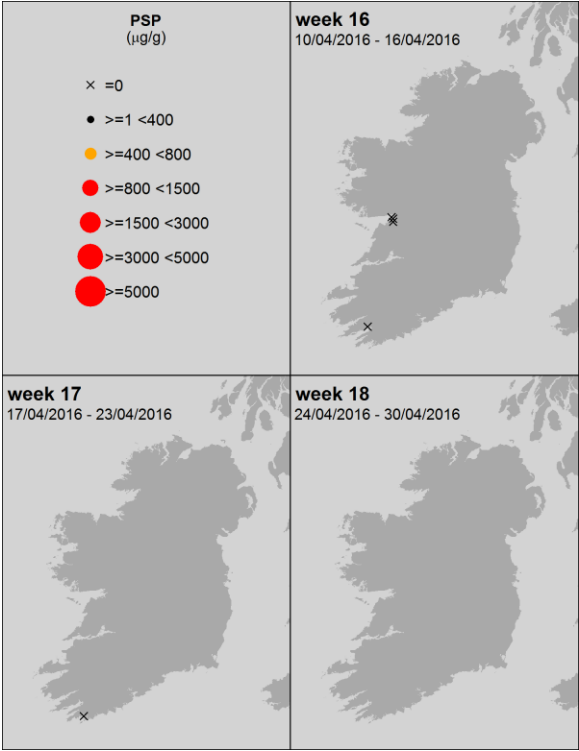 PSP
(µg/g)
=0
>=1 <400
>=400 <800
>=800 <1500
>=1500 <3000
>=3000 <5000
>=5000
week 16
10/04/2016 - 16/04/2016
week 17
17/04/2016 - 23/04/2016
week 18
24/04/2016 - 30/04/2016